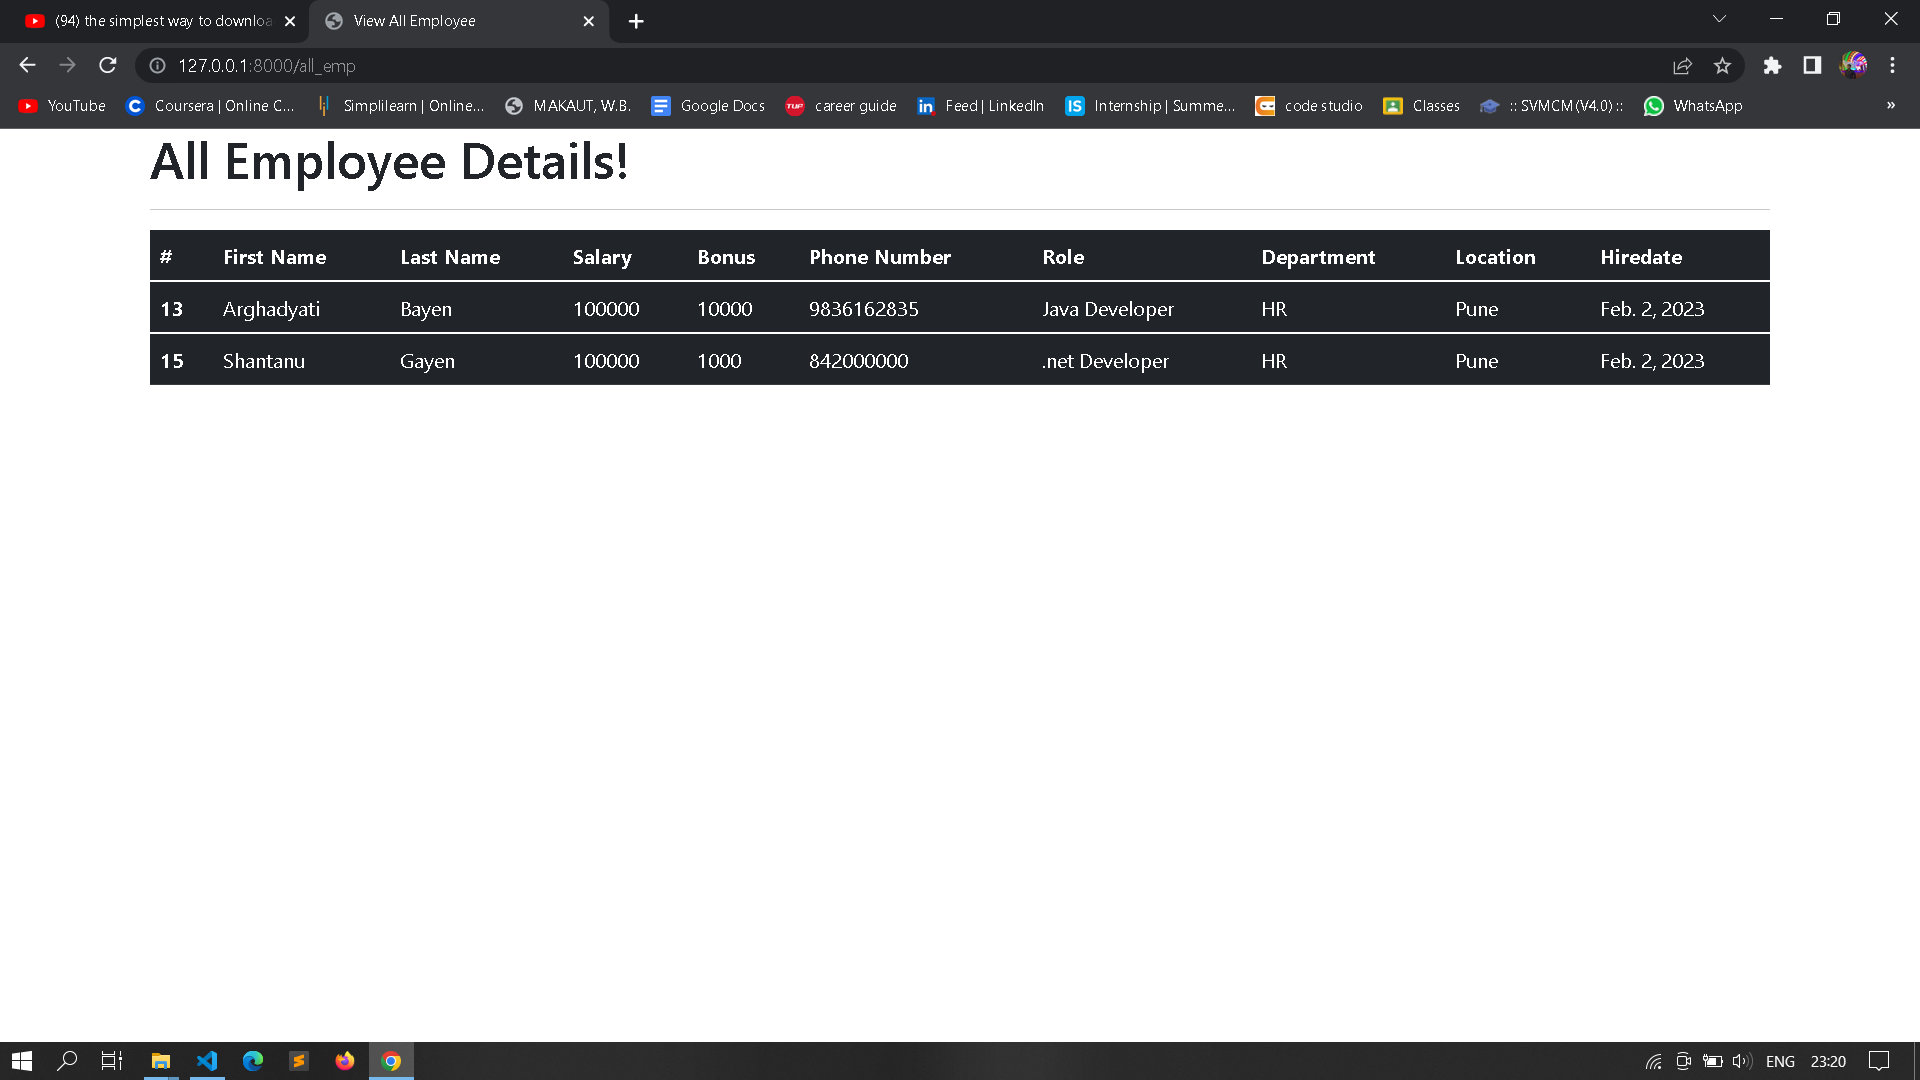 (94) the simplest way to downloa
View All Employee
127.0.0.1:8000/all_emp
YouTube Coursera | Online C... Simplilearn | Online... MAKAUT, W.B. Google Docs TUF career guide in Feed | LinkedIn IS Internship | Summe... code studio Classes :: SVMCM(V4.0) :: WhatsApp »
All Employee Details!
# First Name Last Name Salary Bonus Phone Number Role Department Location Hiredate
13 Arghadyati Bayen 100000 10000 9836162835 Java Developer HR Pune Feb. 2, 2023
15 Shantanu Gayen 100000 1000 842000000 .net Developer HR Pune Feb. 2, 2023
ENG 23:20